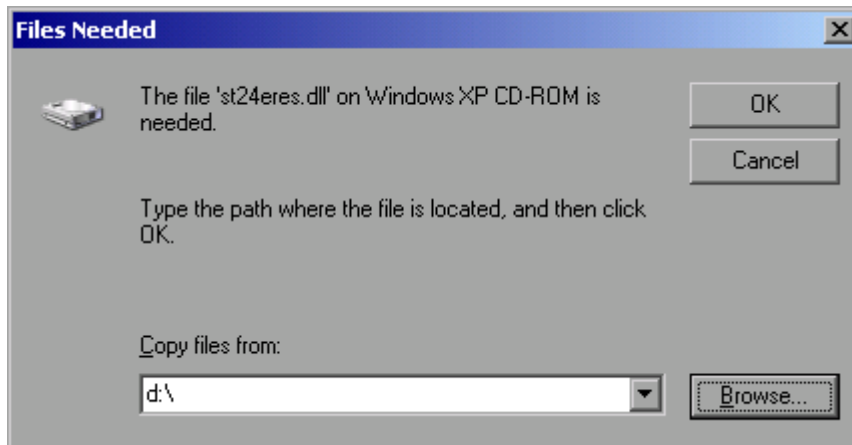 Files Needed
The file 'st24eres.dll' on Windows XP CD-ROM is
needed.
OK
Cancel
Type the path where the file is located, and then click
OK.
Copy files from:
d:\
Browse...